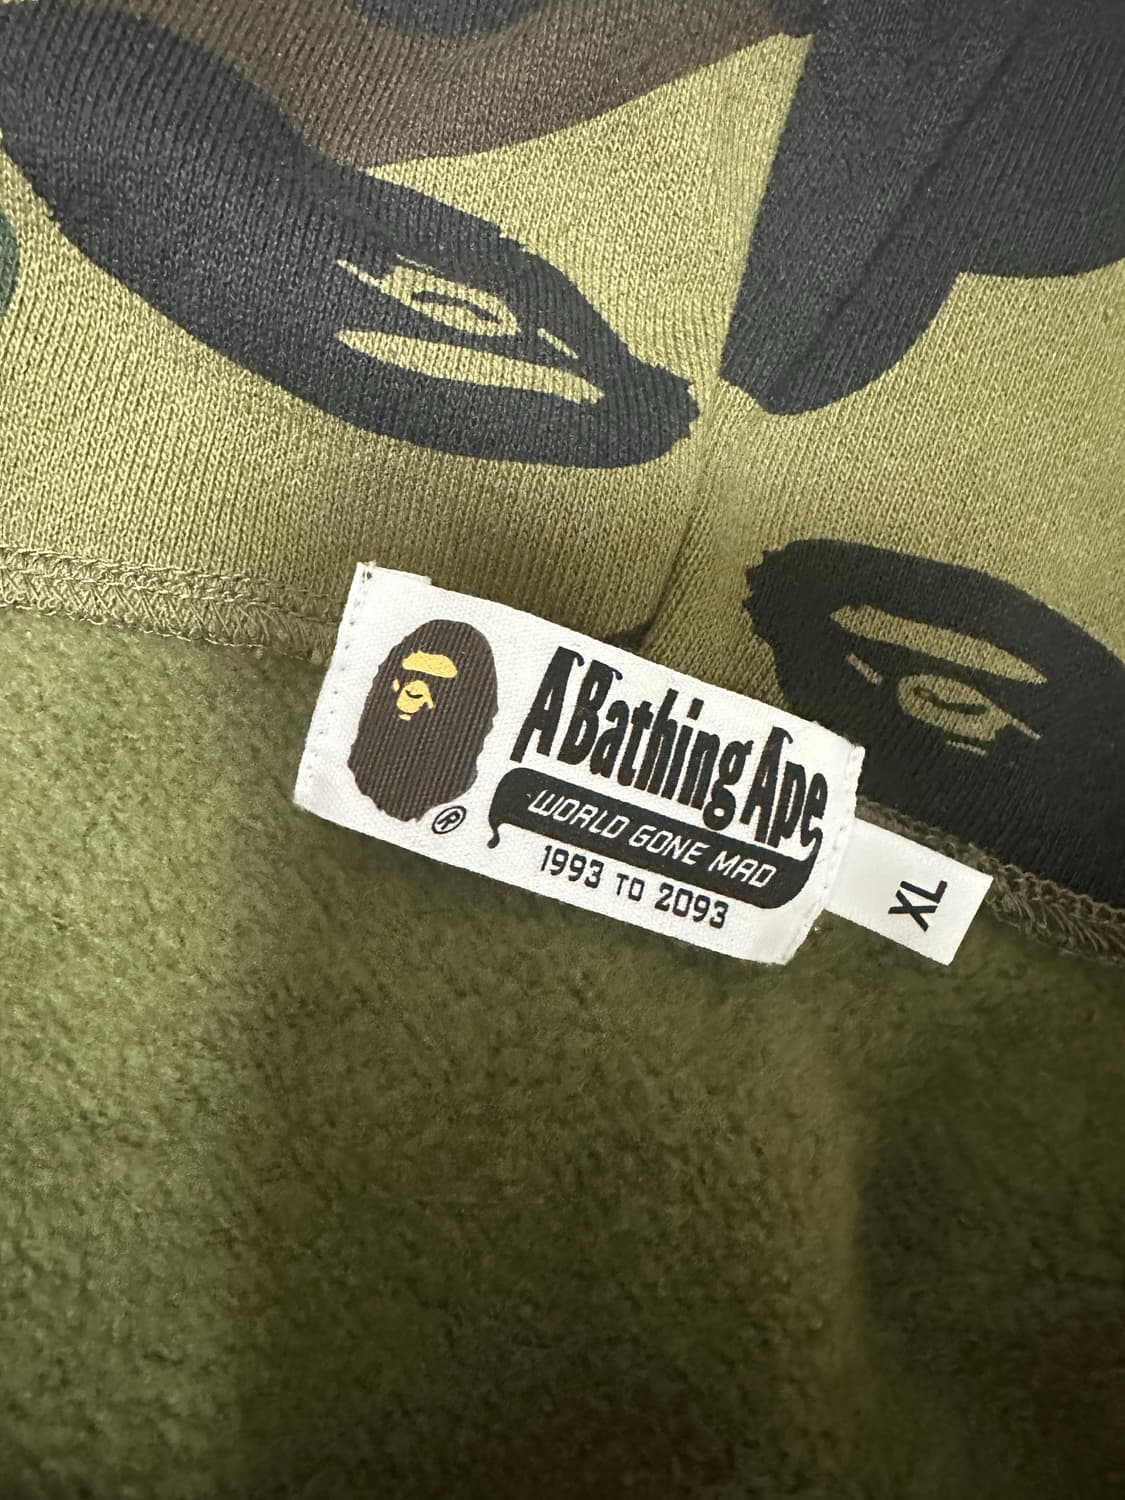 A Bathing Ape
WORLD GONE MAD
1993 TO 2093
®
XL